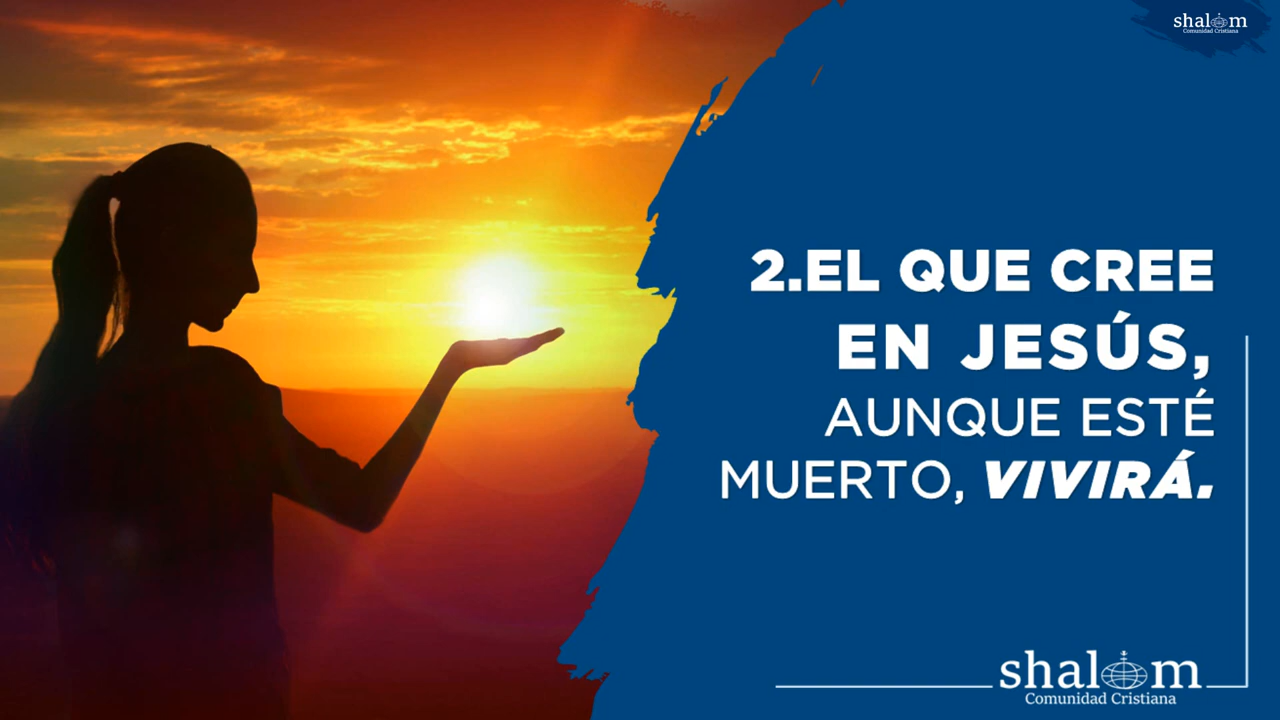 shalom
Comunidad Cristiana
2.EL QUE CREE
EN JESÚS,
AUNQUE ESTÉ
MUERTO, VIVIRÁ.
shalom
Comunidad Cristiana